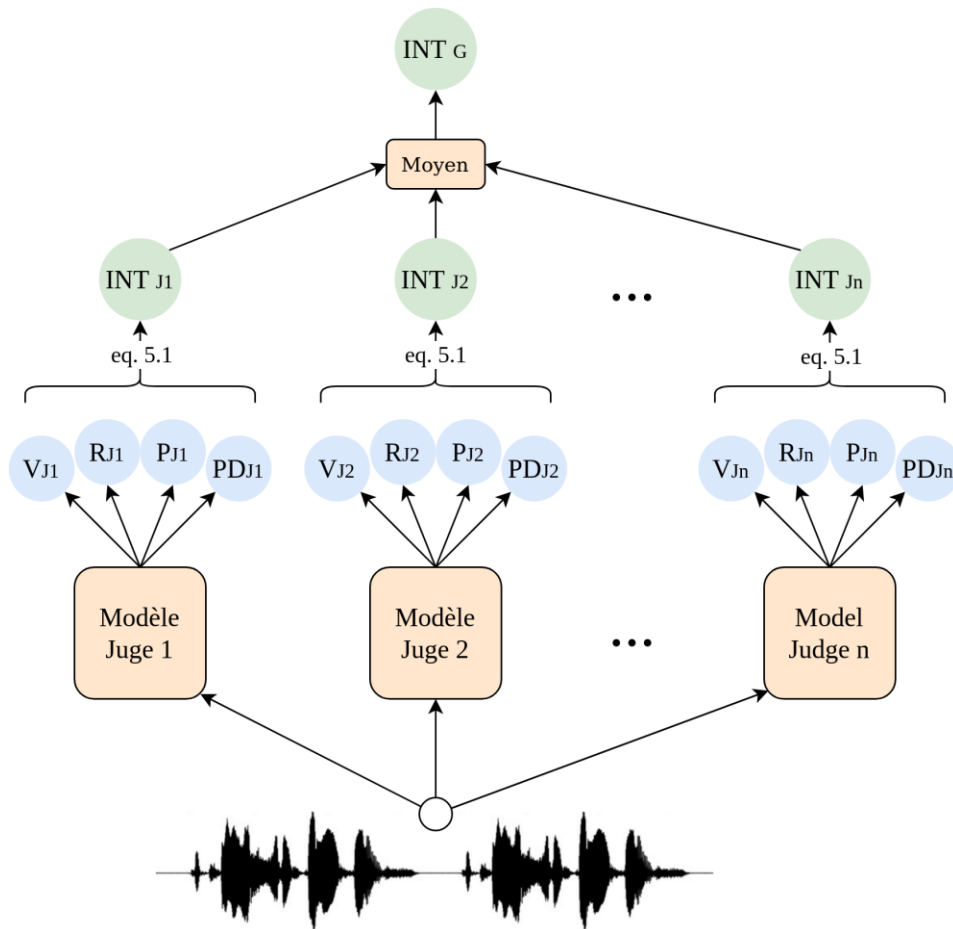 INT G
Moyen
INT J1
INT J2
...
INT Jn
eq. 5.1
eq. 5.1
eq. 5.1
VJ1
RJ1
PJ1
PDJ1
VJ2
RJ2
PJ2
PDJ2
VJn
RJn
PJn
PDJn
Modèle
Juge 1
Modèle
Juge 2
...
Model
Judge n